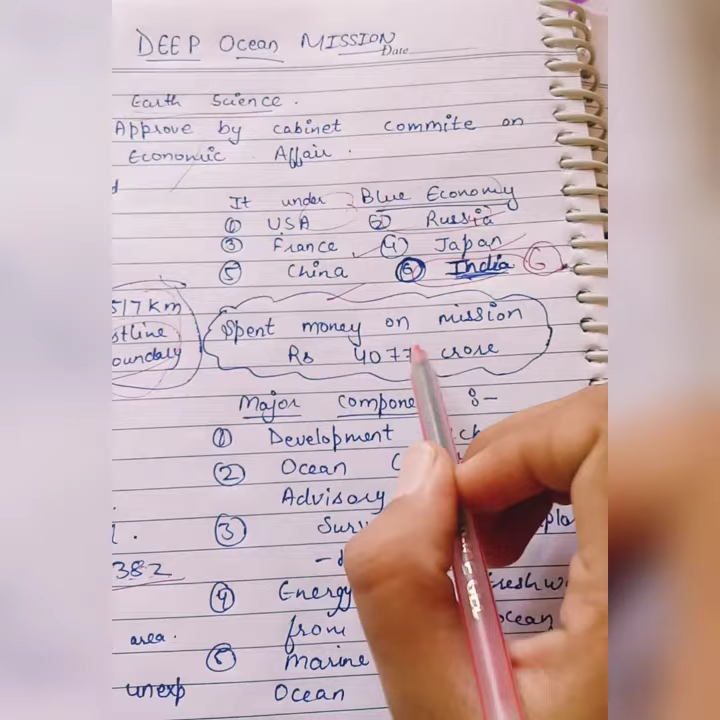 DEEP Ocean MISSION
Date
Earth Science.
Approve by cabinet commite on
Economic Affair.
d
It under Blue Economy
① USA ② Russia
③ France ④ Japan
⑤ China ⑥ India 6
517 km
stline
oundary
Spent money on mission
Rs 4077 crore
Major compone :-
① Development
② Ocean
Advisory
③ Surv
382
④ Energy freshw
from ocean
area.
⑤ marine
unexp Ocean